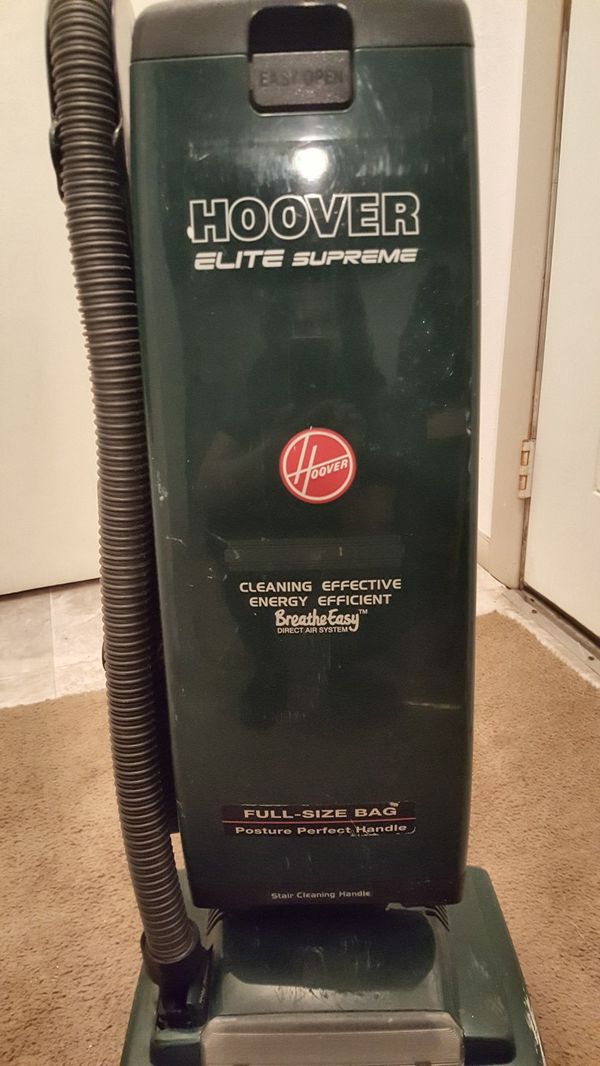 EASY OPEN
HOOVER
ELITE SUPREME
HOOVER
CLEANING EFFECTIVE
ENERGY EFFICIENT
BreatheEasy™
DIRECT AIR SYSTEM
FULL-SIZE BAG
Posture Perfect Handle
Stair Cleaning Handle